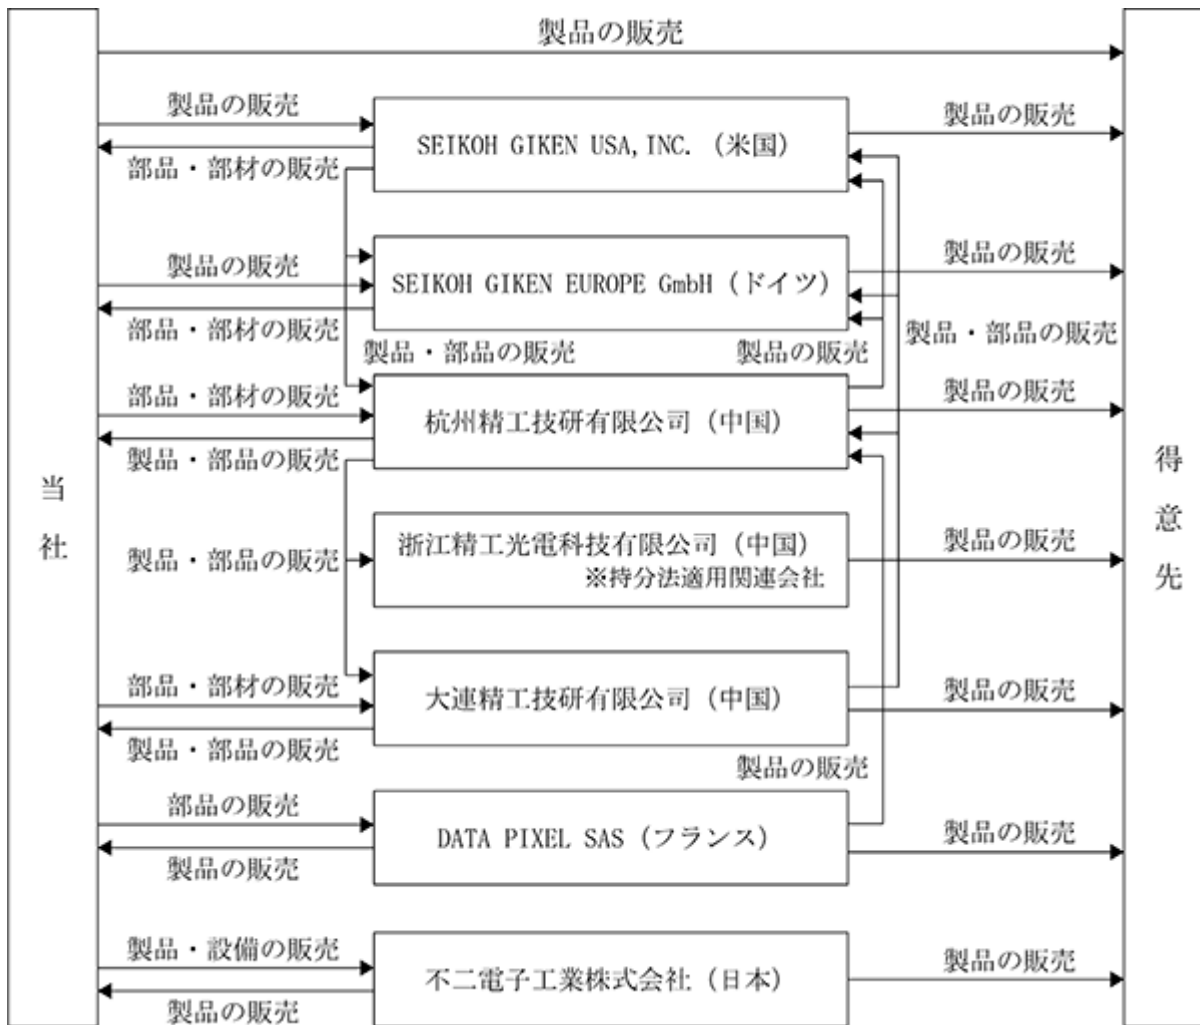 製品の販売
製品の販売
SEIKOH GIKEN USA,INC. (米国)
製品の販売
部品・部材の販売
製品の販売
SEIKOH GIKEN EUROPE GmbH (ドイツ)
製品の販売
部品・部材の販売
製品・部品の販売
製品の販売
製品・部品の販売
部品・部材の販売
杭州精工技研有限公司 (中国)
製品の販売
製品・部品の販売
当社
得意先
製品・部品の販売
浙江精工光電科技有限公司 (中国)
※持分法適用関連会社
製品の販売
部品・部材の販売
大連精工技研有限公司 (中国)
製品の販売
製品・部品の販売
製品の販売
部品の販売
DATA PIXEL SAS (フランス)
製品の販売
製品の販売
製品・設備の販売
不二電子工業株式会社 (日本)
製品の販売
製品の販売